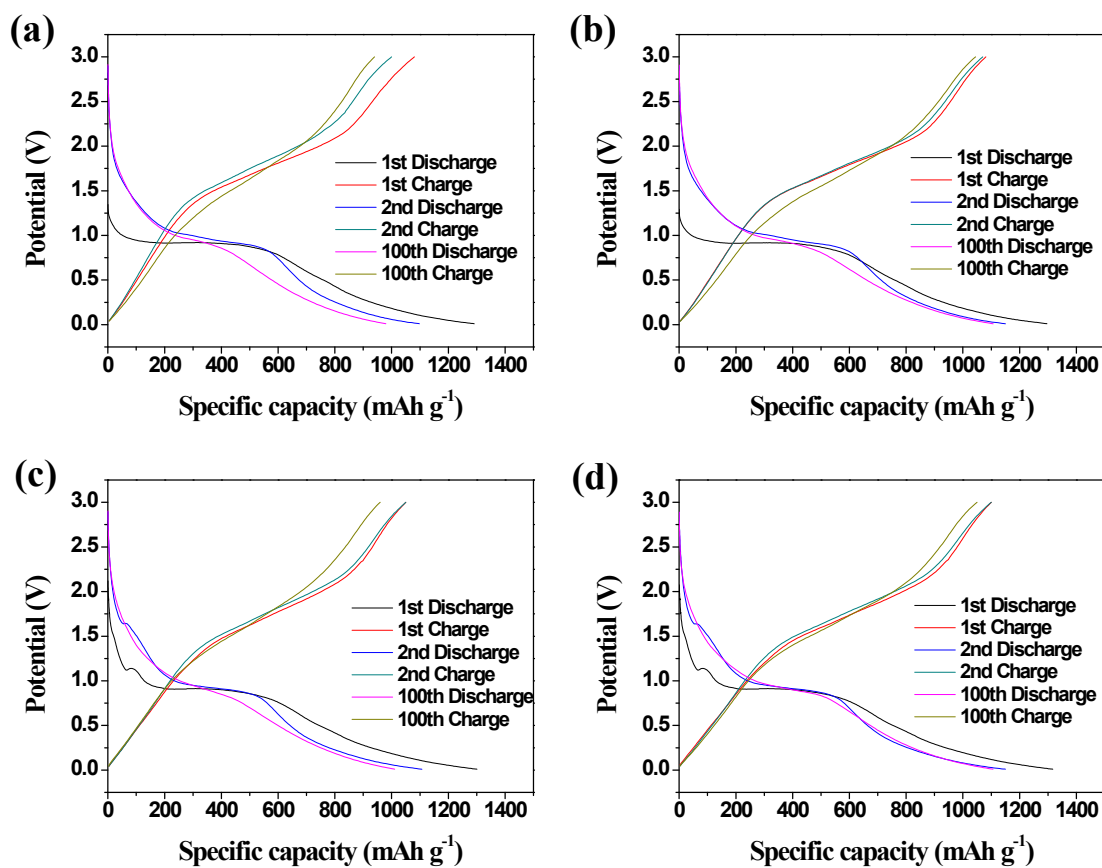 (a)
3.0
2.5
2.0
1.5
1.0
0.5
0.0
Potential (V)
1st Discharge
1st Charge
2nd Discharge
2nd Charge
100th Discharge
100th Charge
0 200 400 600 800 1000 1200 1400
Specific capacity (mAh g-1)
(b)
3.0
2.5
2.0
1.5
1.0
0.5
0.0
Potential (V)
1st Discharge
1st Charge
2nd Discharge
2nd Charge
100th Discharge
100th Charge
0 200 400 600 800 1000 1200 1400
Specific capacity (mAh g-1)
(c)
3.0
2.5
2.0
1.5
1.0
0.5
0.0
Potential (V)
1st Discharge
1st Charge
2nd Discharge
2nd Charge
100th Discharge
100th Charge
0 200 400 600 800 1000 1200 1400
Specific capacity (mAh g-1)
(d)
3.0
2.5
2.0
1.5
1.0
0.5
0.0
Potential (V)
1st Discharge
1st Charge
2nd Discharge
2nd Charge
100th Discharge
100th Charge
0 200 400 600 800 1000 1200 1400
Specific capacity (mAh g-1)